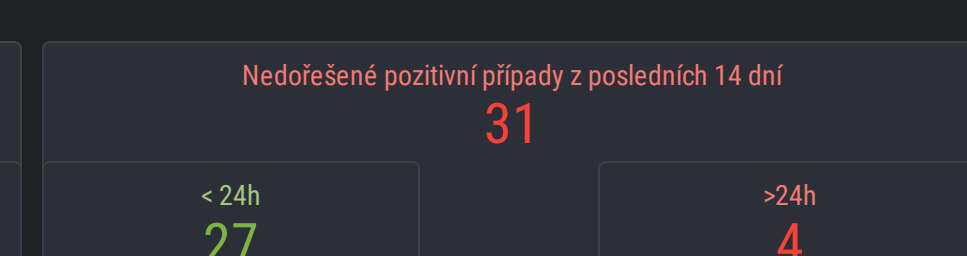 Nedořešené pozitivní případy z posledních 14 dní
31
< 24h
>24h
27
4